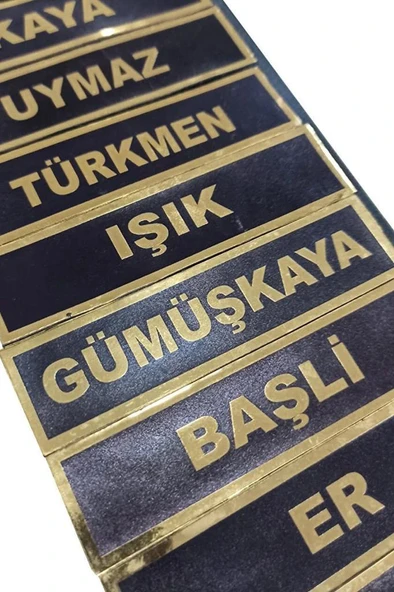 KAYA
UYMAZ
TÜRKMEN
IŞIK
GÜMÜŞKAYA
BAŞLİ
ER